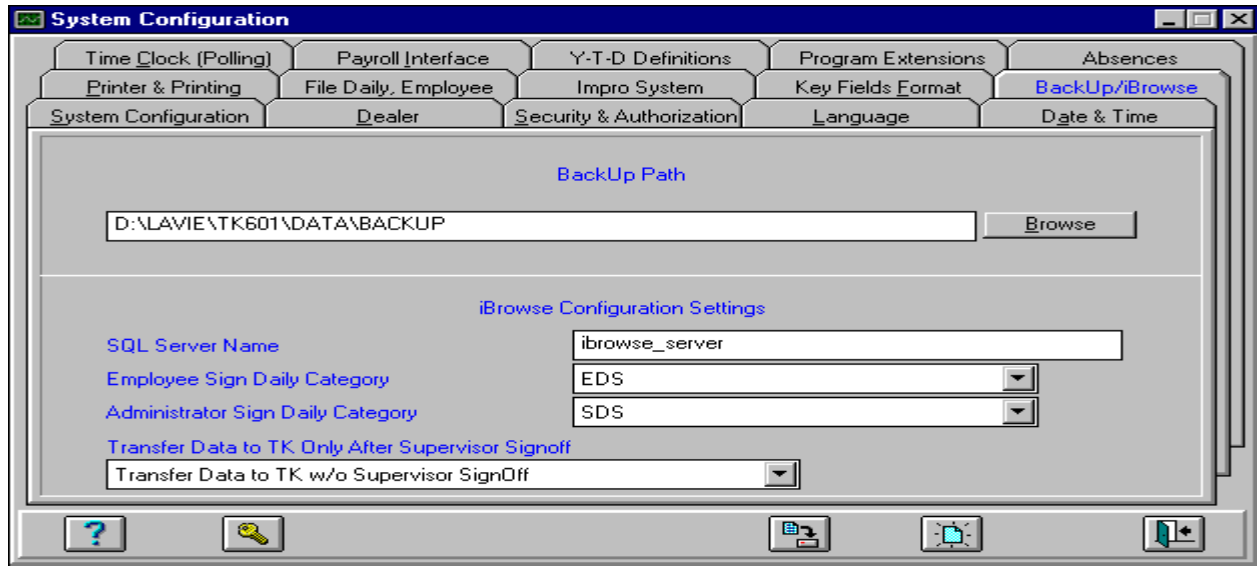 System Configuration
Time Clock (Polling) Payroll Interface Y-T-D Definitions Program Extensions Absences
Printer & Printing File Daily, Employee Impro System Key Fields Format BackUp/iBrowse
System Configuration Dealer Security & Authorization Language Date & Time
BackUp Path
D:\LAVIE\TK601\DATA\BACKUP Browse
iBrowse Configuration Settings
SQL Server Name ibrowse_server
Employee Sign Daily Category EDS
Administrator Sign Daily Category SDS
Transfer Data to TK Only After Supervisor Signoff
Transfer Data to TK w/o Supervisor SignOff